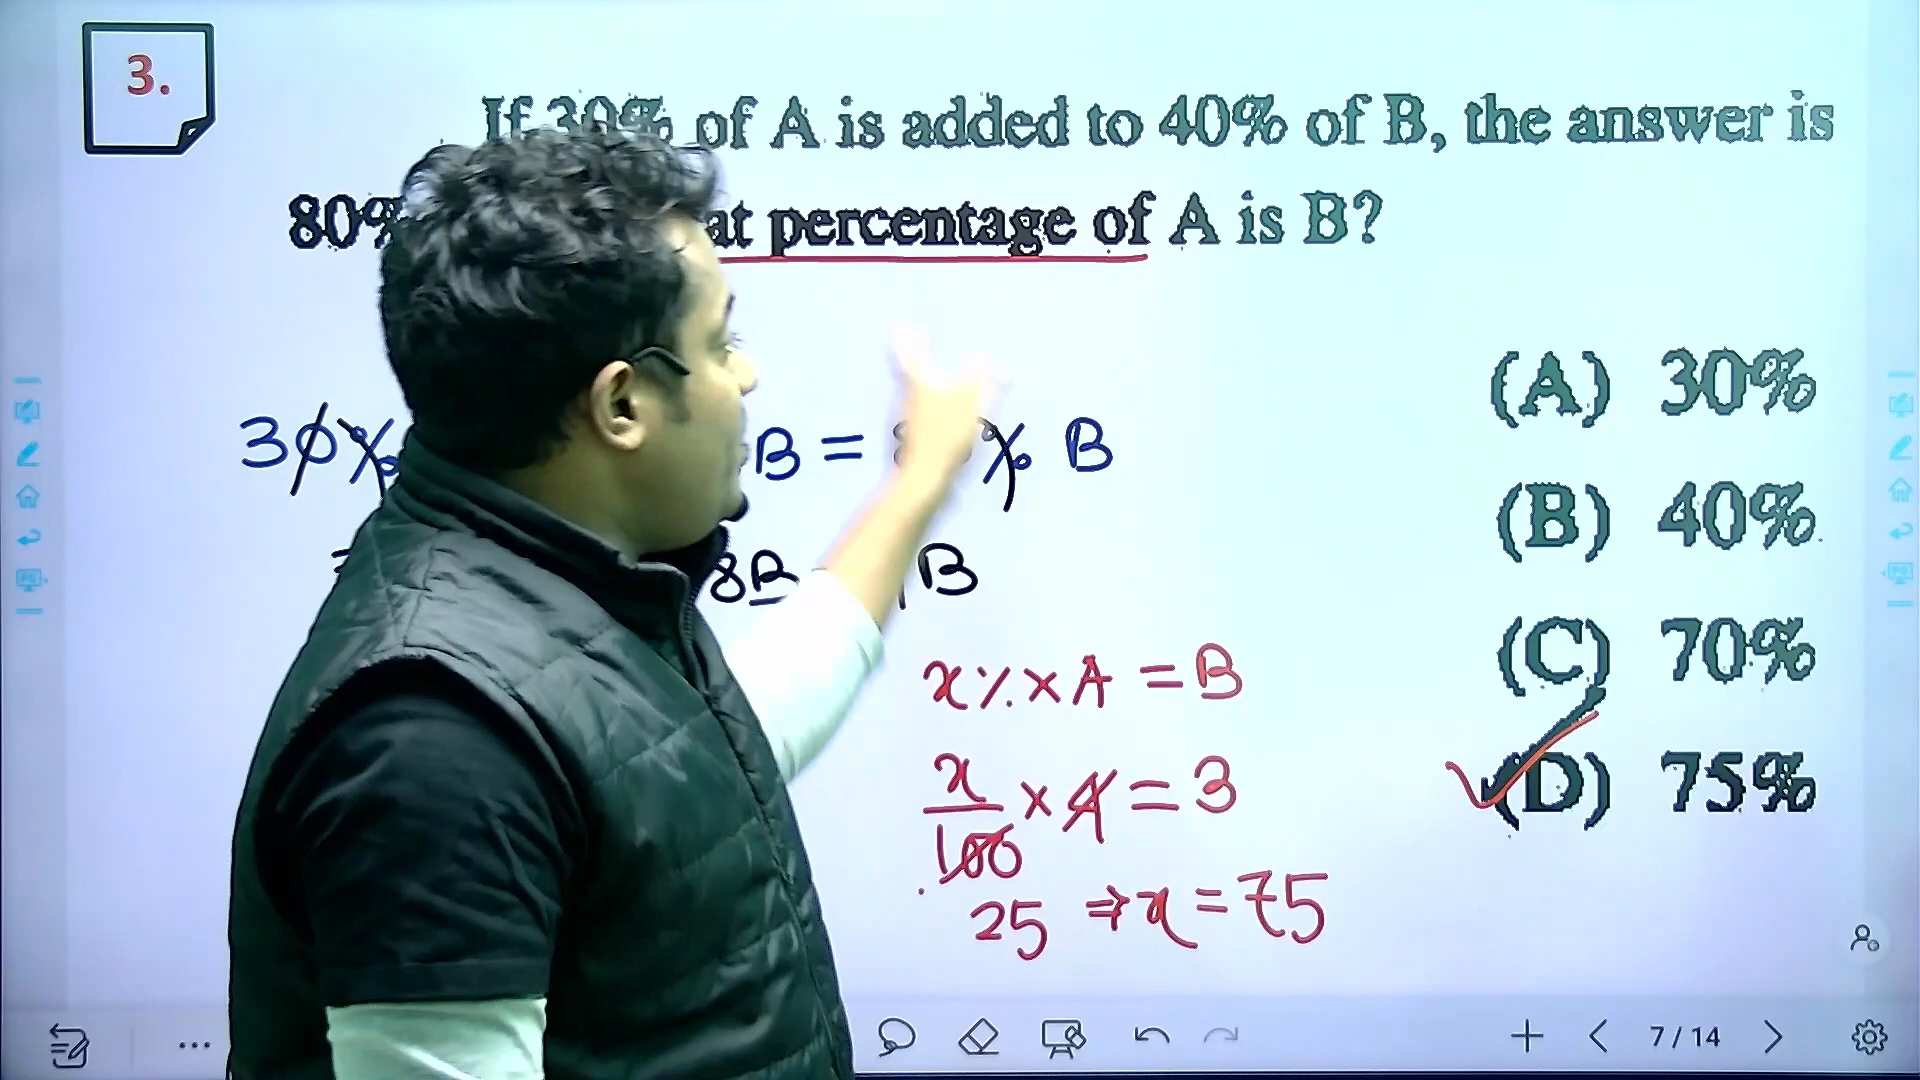 3.
If 30% of A is added to 40% of B, the answer is
80% at percentage of A is B?
(A) 30%
(B) 40%
(C) 70%
(D) 75%
30% B = % B
8B B
x% × A = B
x/100 × 4 = 3
25 ⇒ x = 75
7 / 14